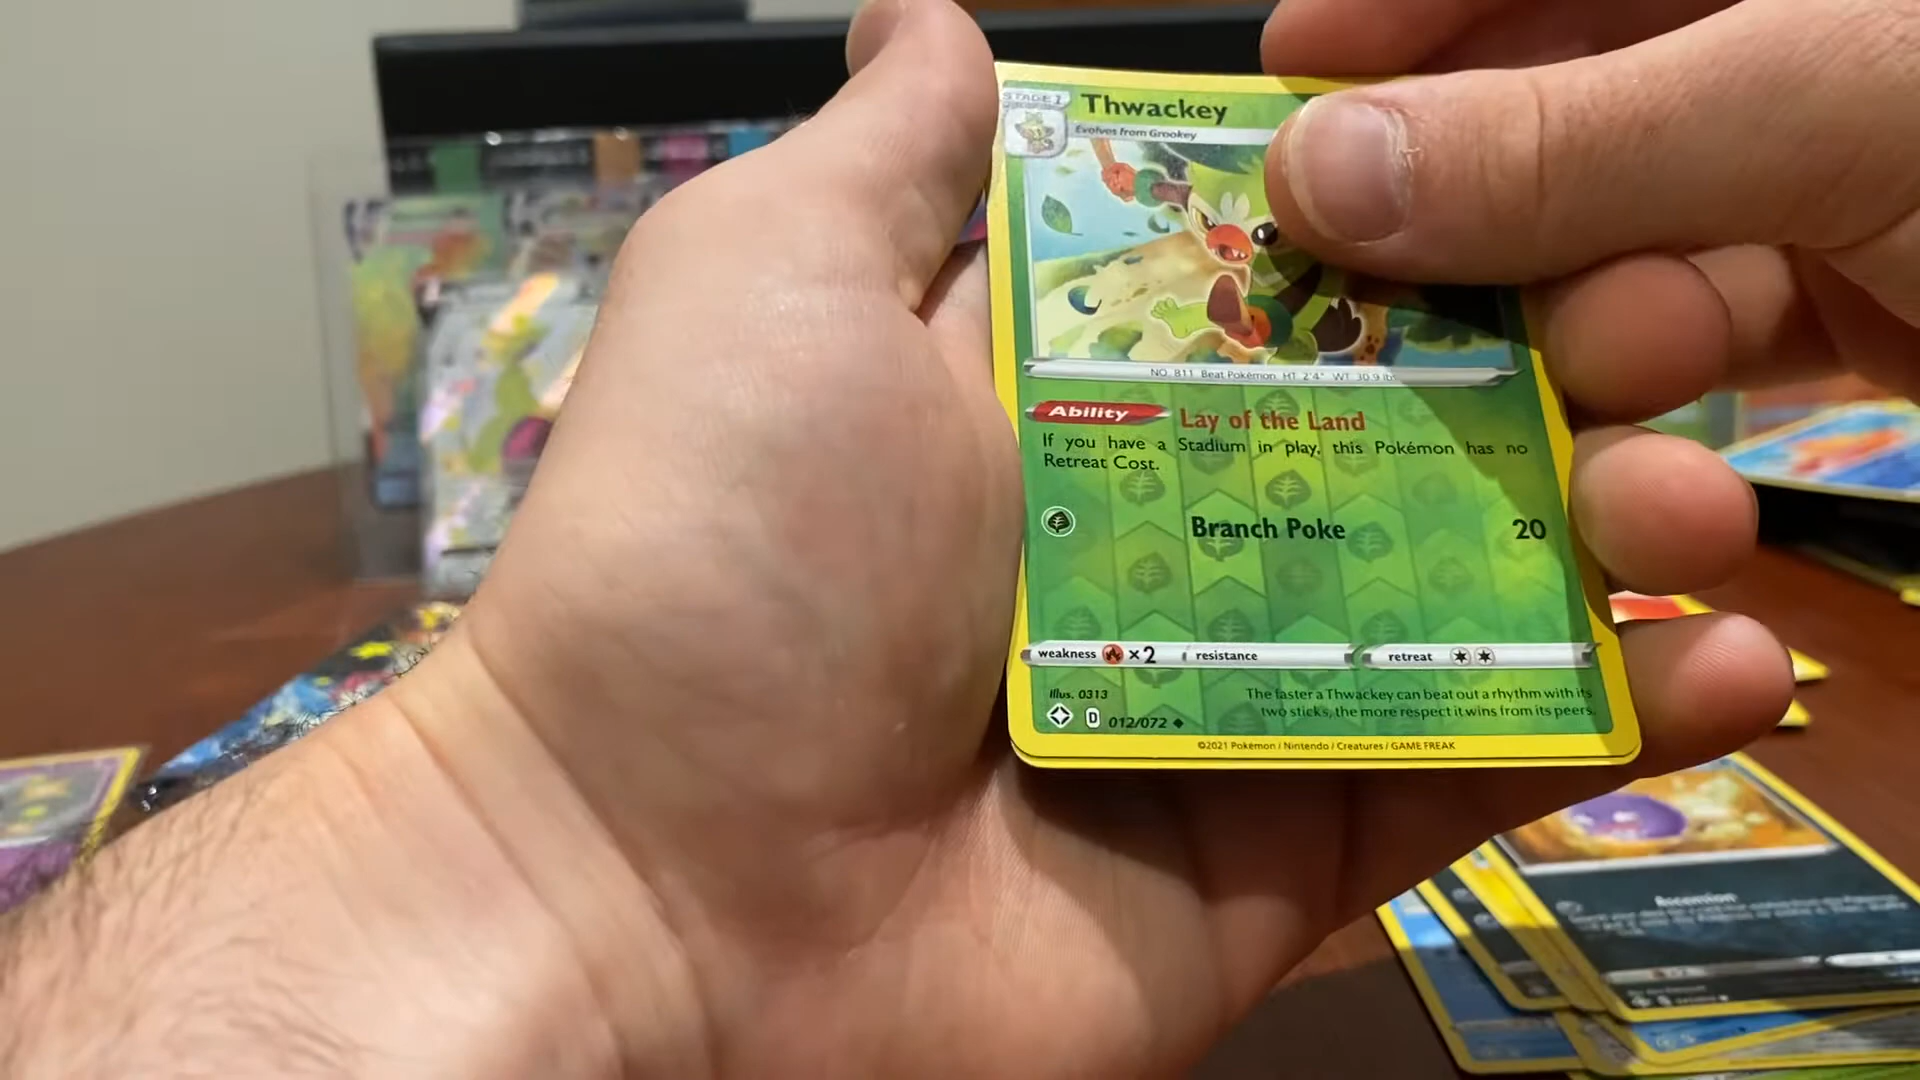 STAGE 1
Thwackey
Evolves from Grookey
NO. 811 Beat Pokémon HT 2'4" WT 30.9 lbs
Ability Lay of the Land
If you have a Stadium in play, this Pokémon has no
Retreat Cost.
Branch Poke 20
weakness ×2 resistance retreat
Illus. 0313
The faster a Thwackey can beat out a rhythm with its
two sticks, the more respect it wins from its peers.
D 012/072
©2021 Pokémon / Nintendo / Creatures / GAME FREAK
Ascension